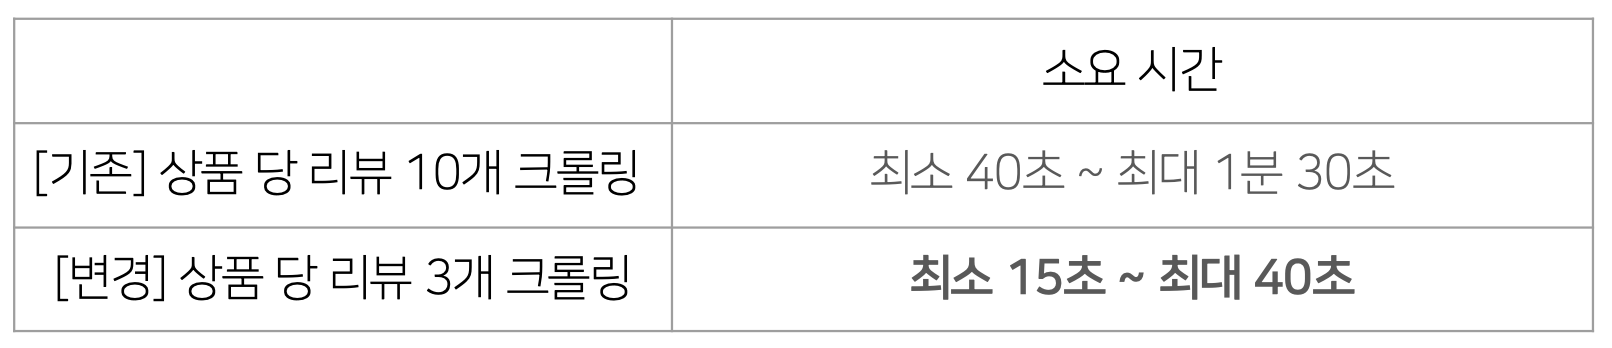 소요 시간
[기존] 상품 당 리뷰 10개 크롤링 최소 40초 ~ 최대 1분 30초
[변경] 상품 당 리뷰 3개 크롤링 최소 15초 ~ 최대 40초